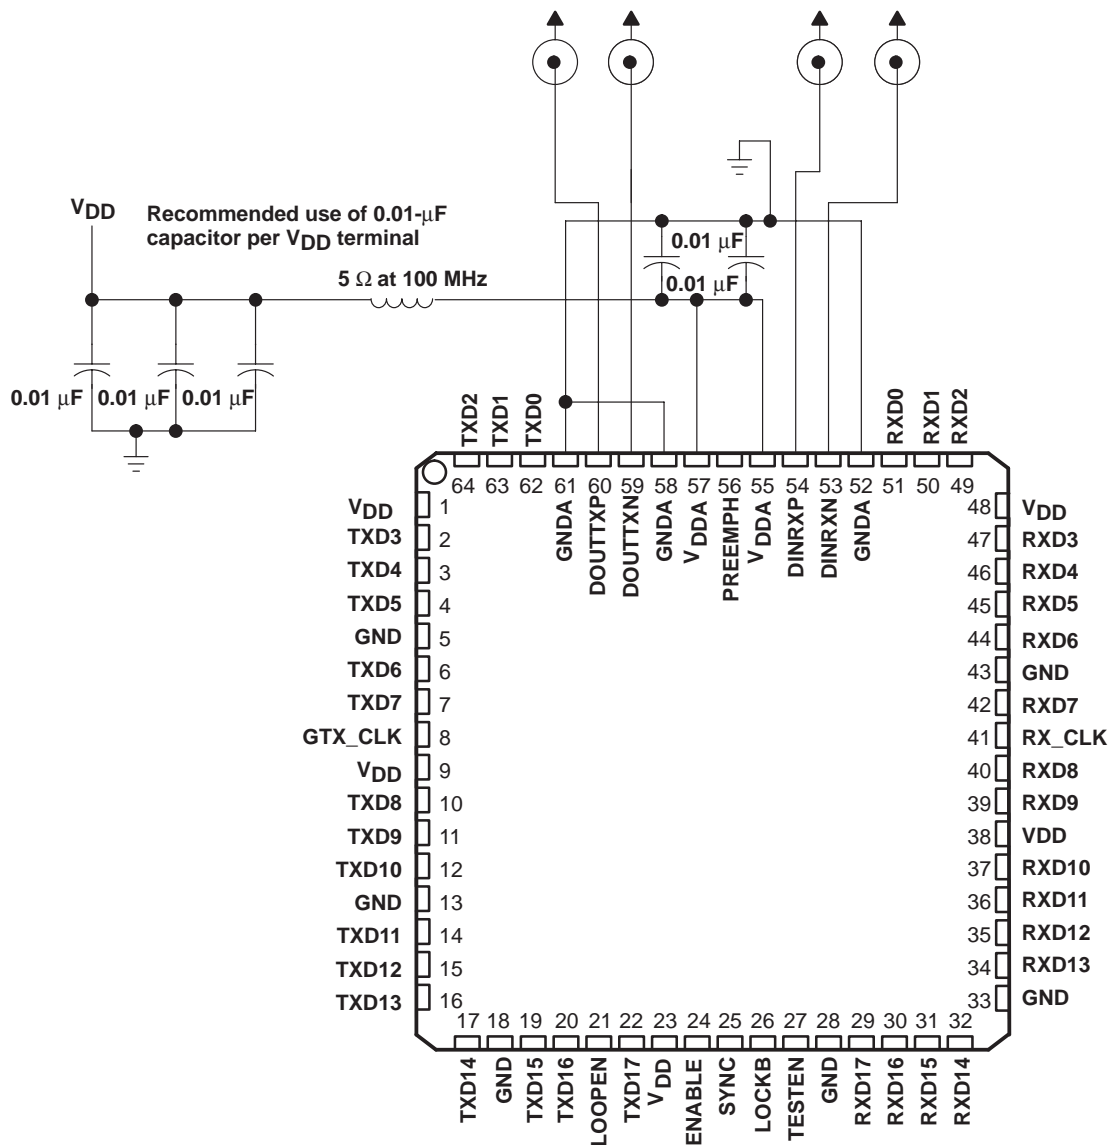 VDD
Recommended use of 0.01-μF
capacitor per VDD terminal
5 Ω at 100 MHz
0.01 μF
0.01 μF
0.01 μF
0.01 μF
0.01 μF
TXD2
TXD1
TXD0
RXD0
RXD1
RXD2
64 63 62 61 60 59 58 57 56 55 54 53 52 51 50 49
GNDA
DOUTTXP
DOUTTXN
GNDA
VDDA
PREEMPH
VDDA
DINRXP
DINRXN
GNDA
VDD 1
TXD3 2
TXD4 3
TXD5 4
GND 5
TXD6 6
TXD7 7
GTX_CLK 8
VDD 9
TXD8 10
TXD9 11
TXD10 12
GND 13
TXD11 14
TXD12 15
TXD13 16
48 VDD
47 RXD3
46 RXD4
45 RXD5
44 RXD6
43 GND
42 RXD7
41 RX_CLK
40 RXD8
39 RXD9
38 VDD
37 RXD10
36 RXD11
35 RXD12
34 RXD13
33 GND
17 18 19 20 21 22 23 24 25 26 27 28 29 30 31 32
TXD14
GND
TXD15
TXD16
LOOPEN
TXD17
VDD
ENABLE
SYNC
LOCKB
TESTEN
GND
RXD17
RXD16
RXD15
RXD14